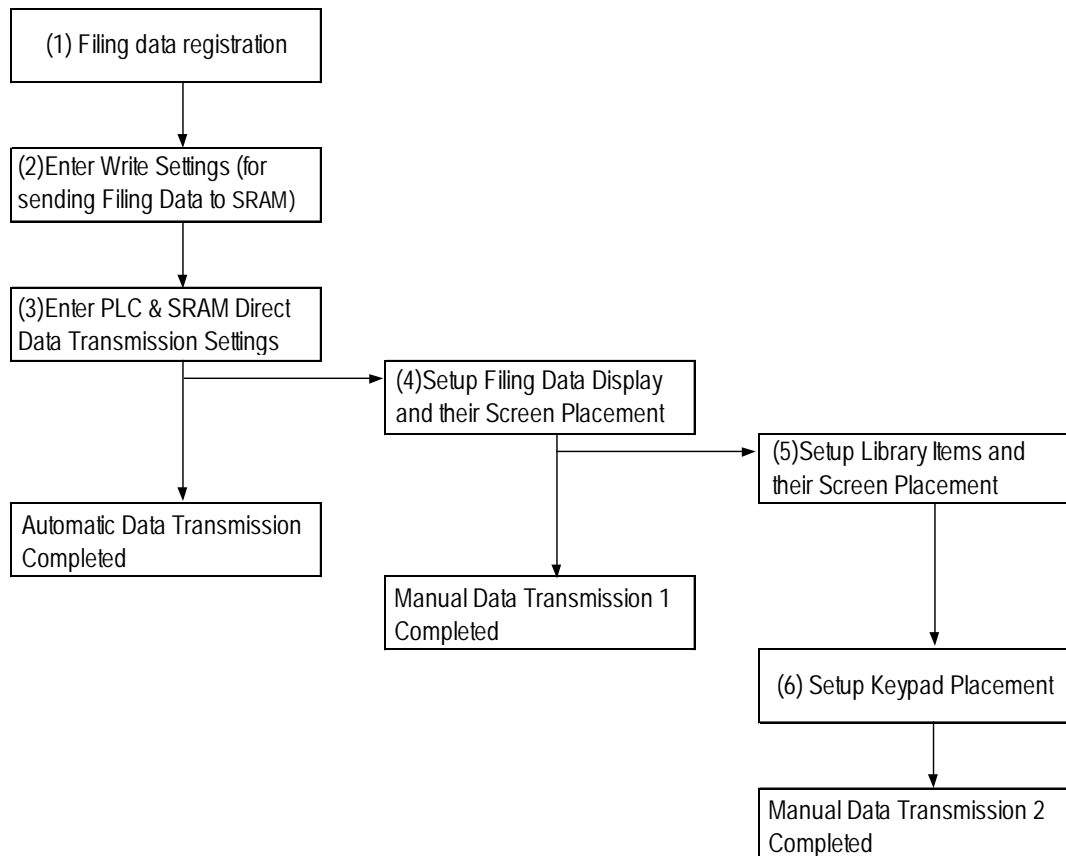 (1) Filing data registration
(2)Enter Write Settings (for
sending Filing Data to SRAM)
(3)Enter PLC & SRAM Direct
Data Transmission Settings
(4)Setup Filing Data Display
and their Screen Placement
(5)Setup Library Items and
their Screen Placement
Automatic Data Transmission
Completed
Manual Data Transmission 1
Completed
(6) Setup Keypad Placement
Manual Data Transmission 2
Completed